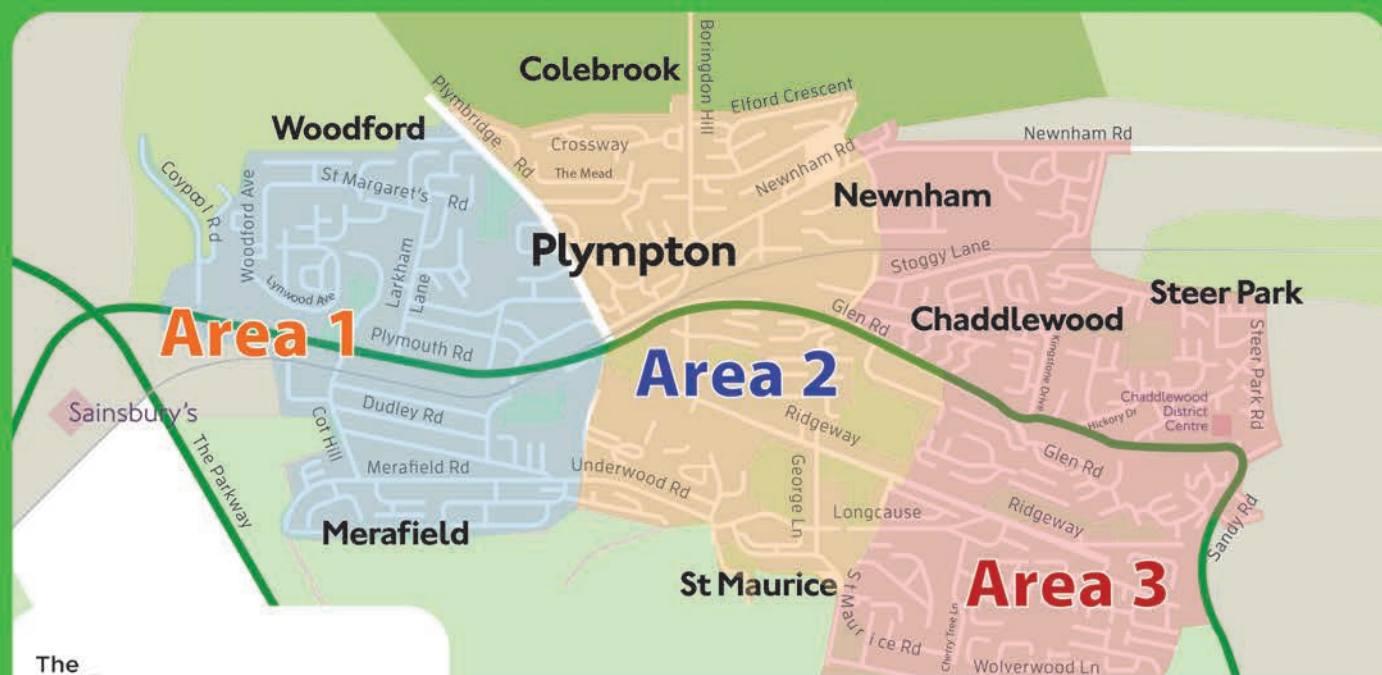 Colebrook
Boringdon Hill
Elford Crescent
Plymbridge Rd
Woodford
Crossway
The Mead
Newnham Rd
Newnham Rd
Coypool Rd
Woodford Ave
St Margaret's Rd
Newnham
Plympton
Larkham
Lane
Stoggy Lane
Lynwood Ave
Steer Park
Glen Rd
Chaddlewood
Area 1
Plymouth Rd
Area 2
Kingstone Drive
Steer Park Rd
Sainsbury's
Dudley Rd
Ridgeway
Hickory Dr
Chaddlewood
District
Centre
Cot Hill
The Parkway
Merafield Rd
Underwood Rd
George Ln
Glen Rd
Longcause
Ridgeway
Sandy Rd
Merafield
St Maurice
Area 3
St Maurice Rd
Cherry Tree Ln
Wolverwood Ln
The